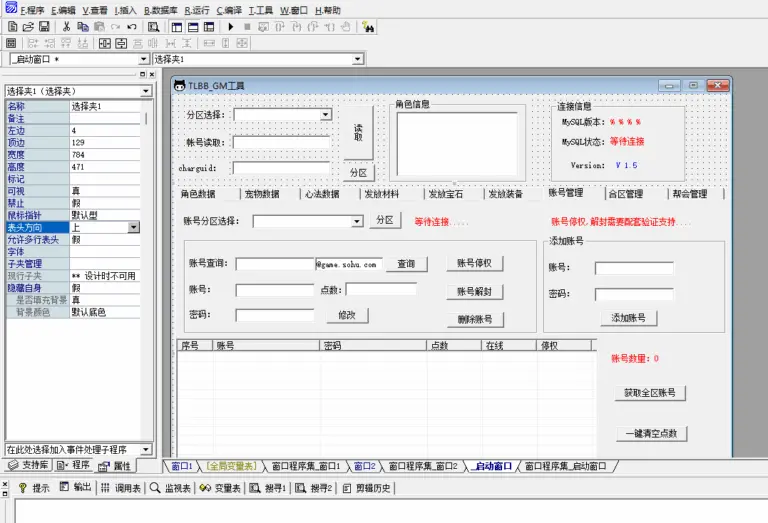 F.程序 E.编辑 V.查看 I.插入 B.数据库 R.运行 C.编译 T.工具 W.窗口 H.帮助
_启动窗口 * 选择夹1
选择夹1（选择夹）
名称 选择夹1
备注
左边 4
顶边 129
宽度 784
高度 471
标记
可视 真
禁止 假
鼠标指针 默认型
表头方向 上
允许多行表头 假
字体
子夹管理
现行子夹 ** 设计时不可用
隐藏自身 假
是否填充背景 真
背景颜色 默认底色
在此处选择加入事件处理子程序
支持库 程序 属性
TLBB_GM工具
分区选择：
帐号读取：
charguid：
读取
分区
角色信息
连接信息
MySQL版本：％％％％
MySQL状态：等待连接
Version: V 1.5
角色数据 宠物数据 心法数据 发放材料 发放宝石 发放装备 账号管理 合区管理 帮会管理
账号分区选择： 分区 等待连接..... 账号停权,解封需要配套验证支持....
账号查询： @game.sohu.com 查询 账号停权
账号： 点数： 账号解封
密码： 修改 删除账号
添加账号
账号：
密码：
添加账号
序号 账号 密码 点数 在线 停权
账号数里：0
获取全区账号
一键清空点数
窗口1 [全局变量表] 窗口程序集_窗口1 窗口2 窗口程序集_窗口2 _启动窗口 窗口程序集_启动窗口
提示 输出 调用表 监视表 变量表 搜寻1 搜寻2 剪辑历史